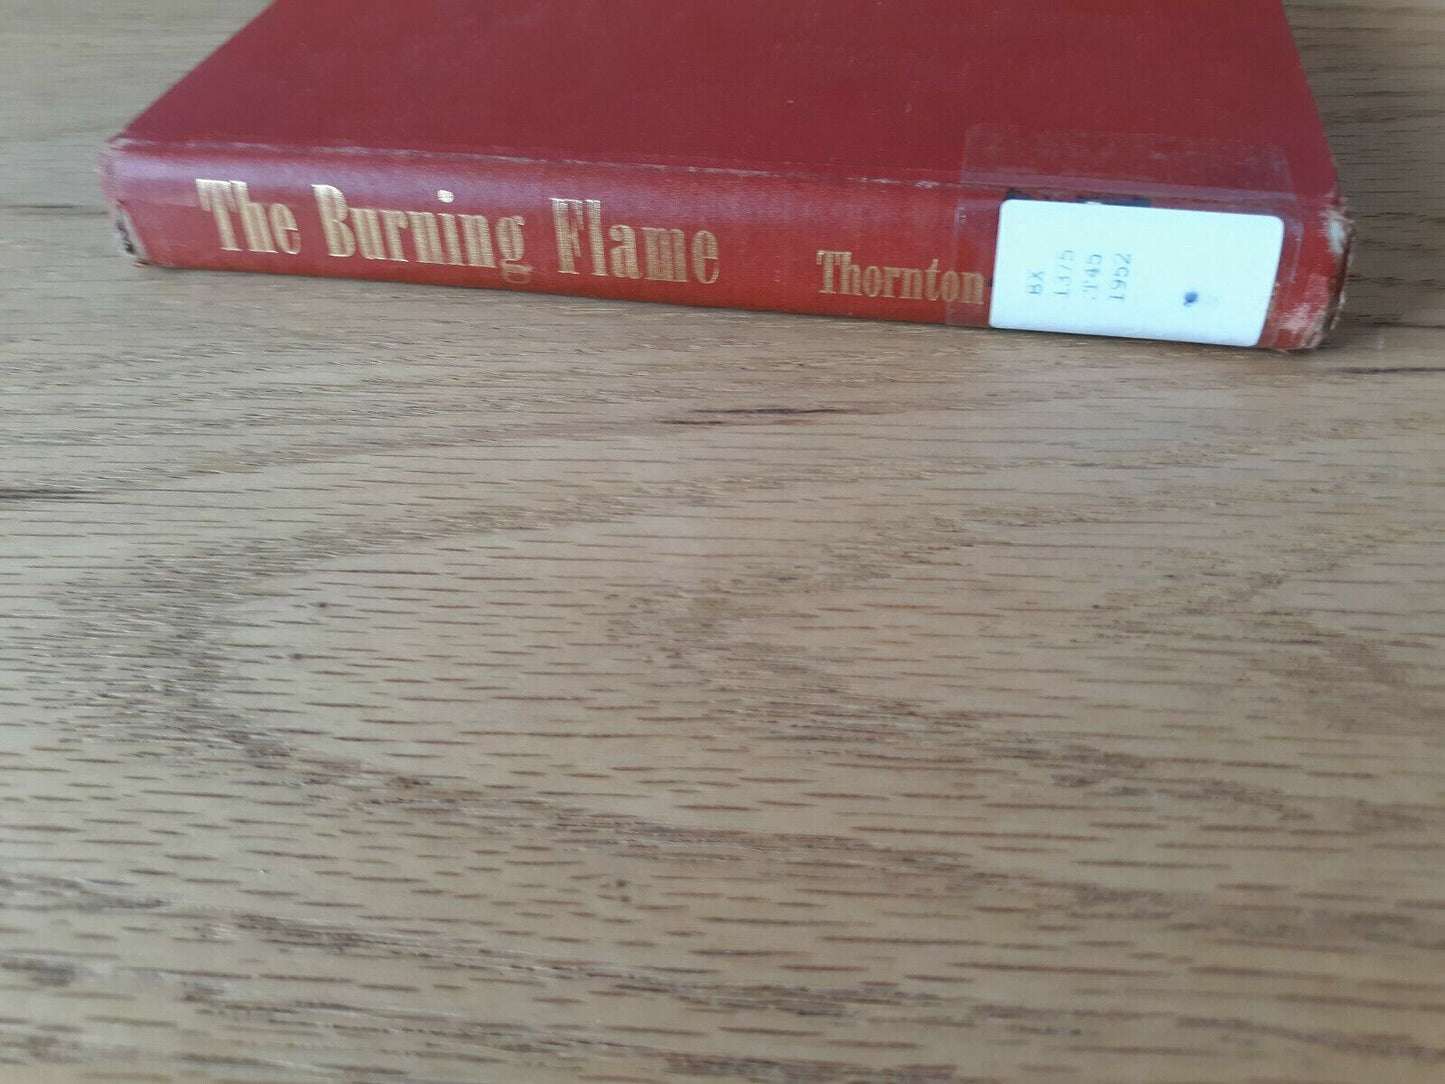 The Burning Flame
Thornton
BX
1375
.T45
1952